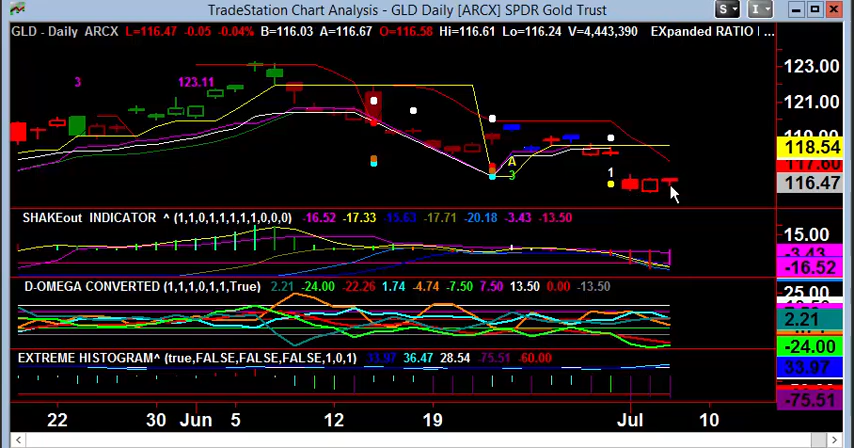 TradeStation Chart Analysis - GLD Daily [ARCX] SPDR Gold Trust
S
I
GLD - Daily ARCX L=116.47 -0.05 -0.04% B=116.03 A=116.67 O=116.58 Hi=116.61 Lo=116.24 V=4,443,390 EXpanded RATIO I ...
123.00
3
123.11
121.00
118.54
A
3
1
116.47
SHAKEout INDICATOR ^ (1,1,0,1,1,1,1,1,0,0,0) -16.52 -17.33 -15.63 -17.71 -20.18 -3.43 -13.50
15.00
-3.43
-16.52
D-OMEGA CONVERTED (1,1,1,0,1,1,True) 2.21 -24.00 -22.26 1.74 -4.74 -7.50 7.50 13.50 0.00 -13.50
25.00
2.21
-24.00
EXTREME HISTOGRAM^ (true,FALSE,FALSE,FALSE,1,0,1) 33.97 36.47 28.54 -75.51 -60.00
33.97
-75.51
22 30 Jun 5 12 19 Jul 10